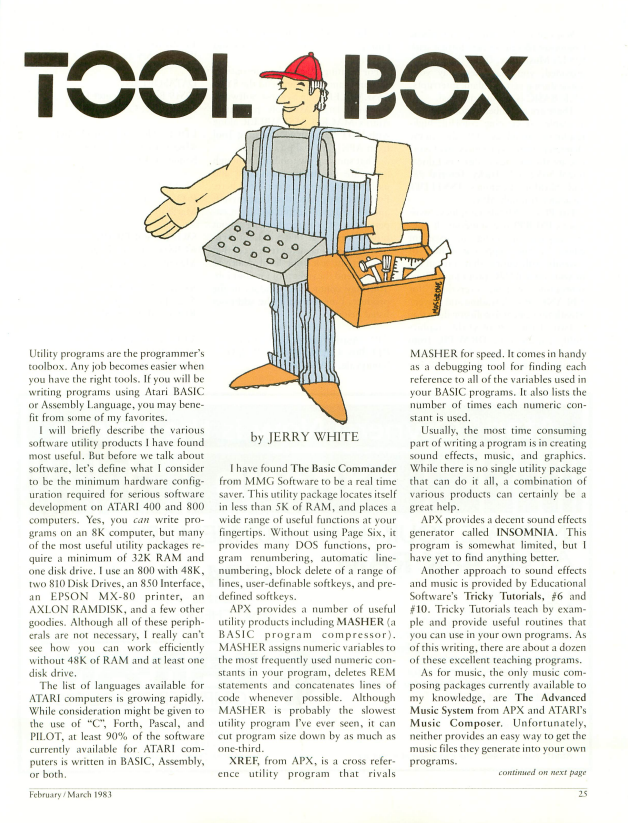 TOOL BOX
Utility programs are the programmer's
toolbox. Any job becomes easier when
you have the right tools. If you will be
writing programs using Atari BASIC
or Assembly Language, you may bene-
fit from some of my favorites.
I will briefly describe the various
software utility products I have found
most useful. But before we talk about
software, let's define what I consider
to be the minimum hardware config-
uration required for serious software
development on ATARI 400 and 800
computers. Yes, you can write pro-
grams on an 8K computer, but many
of the most useful utility packages re-
quire a minimum of 32K RAM and
one disk drive. I use an 800 with 48K,
two 810 Disk Drives, an 850 Interface,
an EPSON MX-80 printer, an
AXLON RAMDISK, and a few other
goodies. Although all of these periph-
erals are not necessary, I really can't
see how you can work efficiently
without 48K of RAM and at least one
disk drive.
The list of languages available for
ATARI computers is growing rapidly.
While consideration might be given to
the use of "C", Forth, Pascal, and
PILOT, at least 90% of the software
currently available for ATARI com-
puters is written in BASIC, Assembly,
or both.
by JERRY WHITE
I have found The Basic Commander
from MMG Software to be a real time
saver. This utility package locates itself
in less than 5K of RAM, and places a
wide range of useful functions at your
fingertips. Without using Page Six, it
provides many DOS functions, pro-
gram renumbering, automatic line-
numbering, block delete of a range of
lines, user-definable softkeys, and pre-
defined softkeys.
APX provides a number of useful
utility products including MASHER (a
BASIC program compressor).
MASHER assigns numeric variables to
the most frequently used numeric con-
stants in your program, deletes REM
statements and concatenates lines of
code whenever possible. Although
MASHER is probably the slowest
utility program I've ever seen, it can
cut program size down by as much as
one-third.
XREF, from APX, is a cross refer-
ence utility program that rivals
MASHER for speed. It comes in handy
as a debugging tool for finding each
reference to all of the variables used in
your BASIC programs. It also lists the
number of times each numeric con-
stant is used.
Usually, the most time consuming
part of writing a program is in creating
sound effects, music, and graphics.
While there is no single utility package
that can do it all, a combination of
various products can certainly be a
great help.
APX provides a decent sound effects
generator called INSOMNIA. This
program is somewhat limited, but I
have yet to find anything better.
Another approach to sound effects
and music is provided by Educational
Software's Tricky Tutorials, #6 and
#10. Tricky Tutorials teach by exam-
ple and provide useful routines that
you can use in your own programs. As
of this writing, there are about a dozen
of these excellent teaching programs.
As for music, the only music com-
posing packages currently available to
my knowledge, are The Advanced
Music System from APX and ATARI's
Music Composer. Unfortunately,
neither provides an easy way to get the
music files they generate into your own
programs.
continued on next page
February / March 1983
25